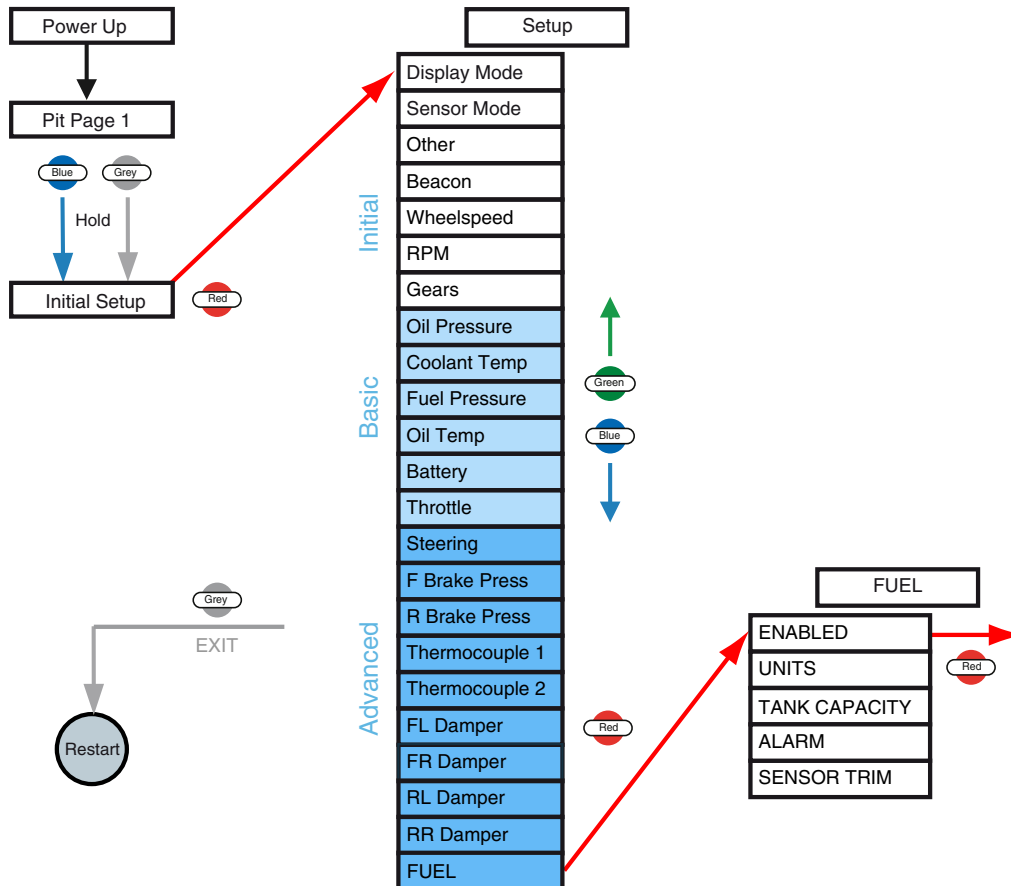 Power Up
Pit Page 1
Blue
Grey
Hold
Initial Setup
Red
Setup
Initial
Display Mode
Sensor Mode
Other
Beacon
Wheelspeed
RPM
Gears
Basic
Oil Pressure
Coolant Temp
Fuel Pressure
Oil Temp
Battery
Throttle
Green
Blue
Advanced
Steering
F Brake Press
R Brake Press
Thermocouple 1
Thermocouple 2
FL Damper
FR Damper
RL Damper
RR Damper
FUEL
Red
Grey
EXIT
Restart
FUEL
ENABLED
UNITS
TANK CAPACITY
ALARM
SENSOR TRIM
Red